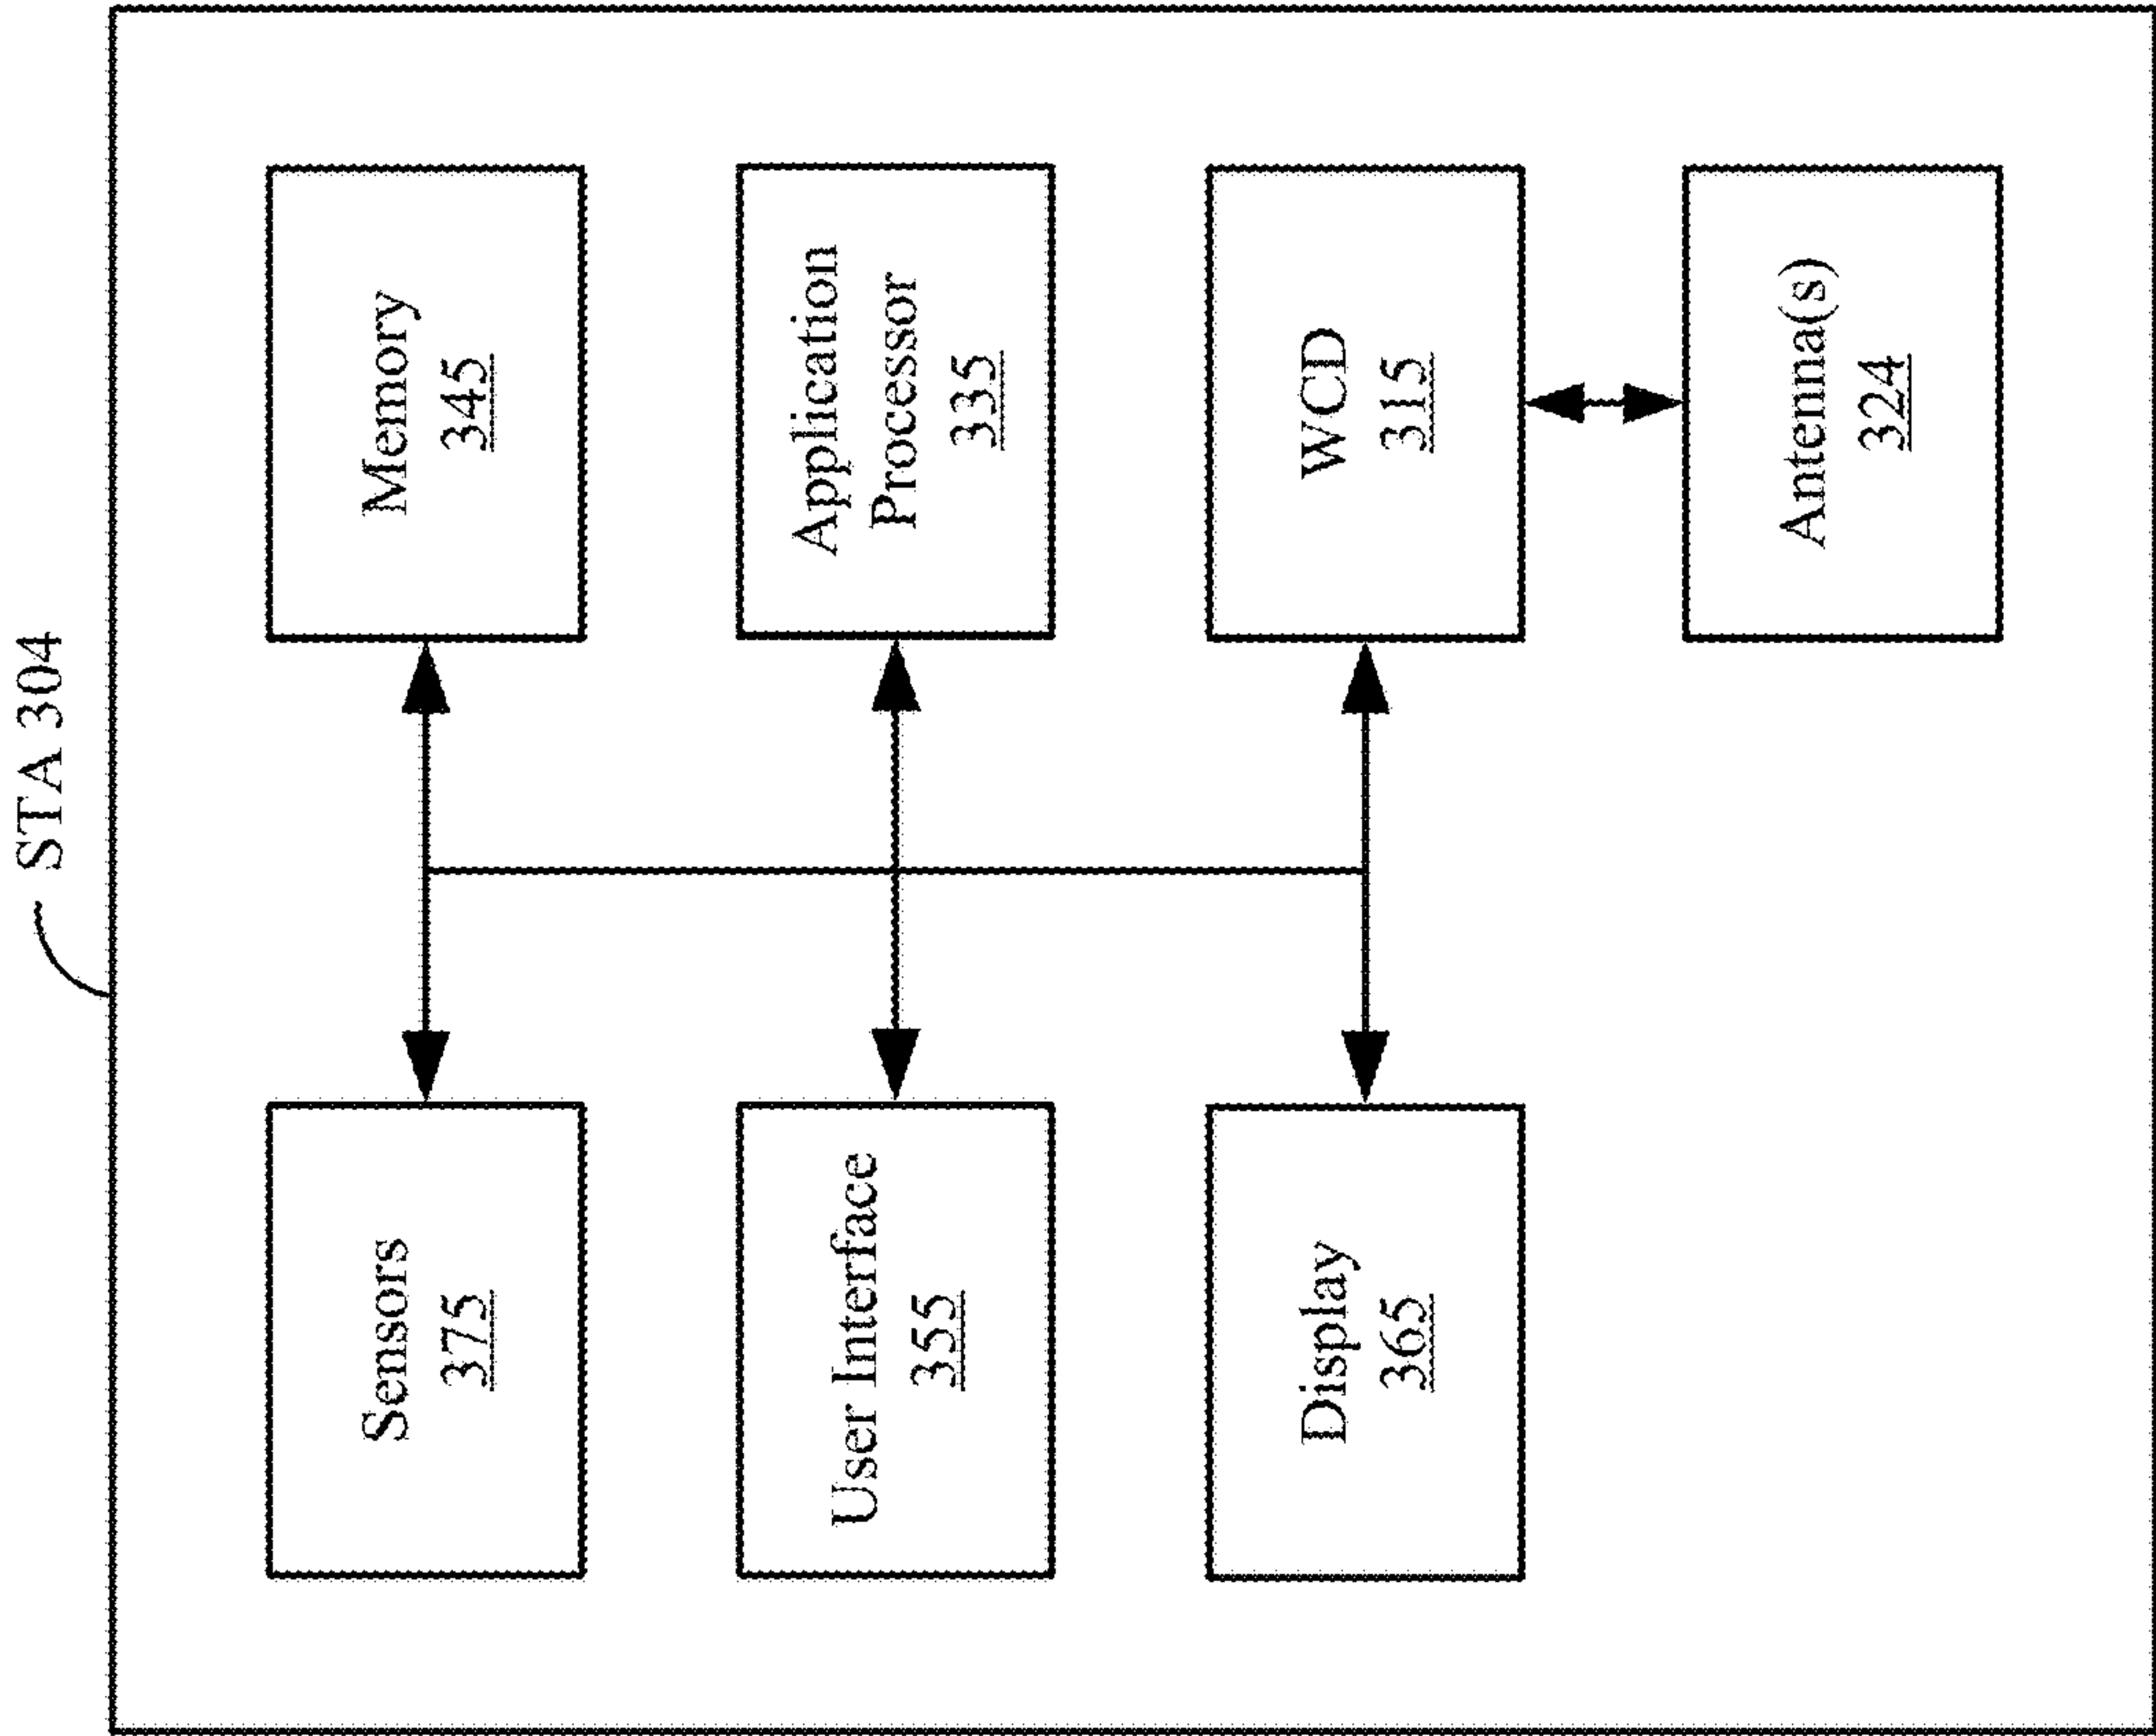 STA 304
Sensors
375
Memory
345
User Interface
355
Application
Processor
335
Display
365
WCD
315
Antenna(s)
324